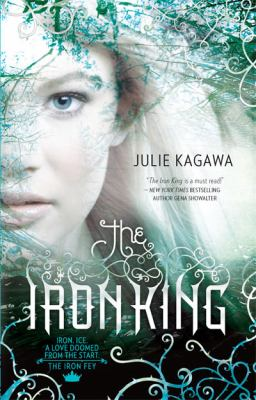 JULIE KAGAWA
"The Iron King is a must read!"
– NEW YORK TIMES BESTSELLING
AUTHOR GENA SHOWALTER
the
IRON KING
IRON. ICE.
A LOVE DOOMED
FROM THE START.
THE IRON FEY